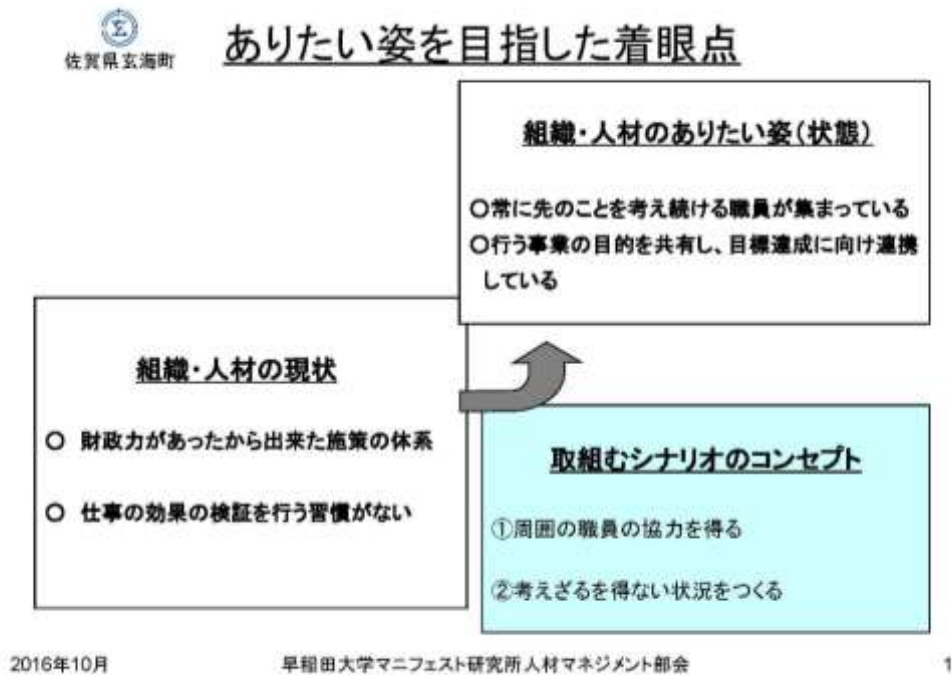 佐賀県玄海町
ありたい姿を目指した着眼点
組織・人材のありたい姿(状態)
〇常に先のことを考え続ける職員が集まっている
〇行う事業の目的を共有し、目標達成に向け連携
している
組織・人材の現状
〇 財政力があったから出来た施策の体系
〇 仕事の効果の検証を行う習慣がない
取組むシナリオのコンセプト
①周囲の職員の協力を得る
②考えざるを得ない状況をつくる
2016年10月
早稲田大学マニフェスト研究所人材マネジメント部会
1